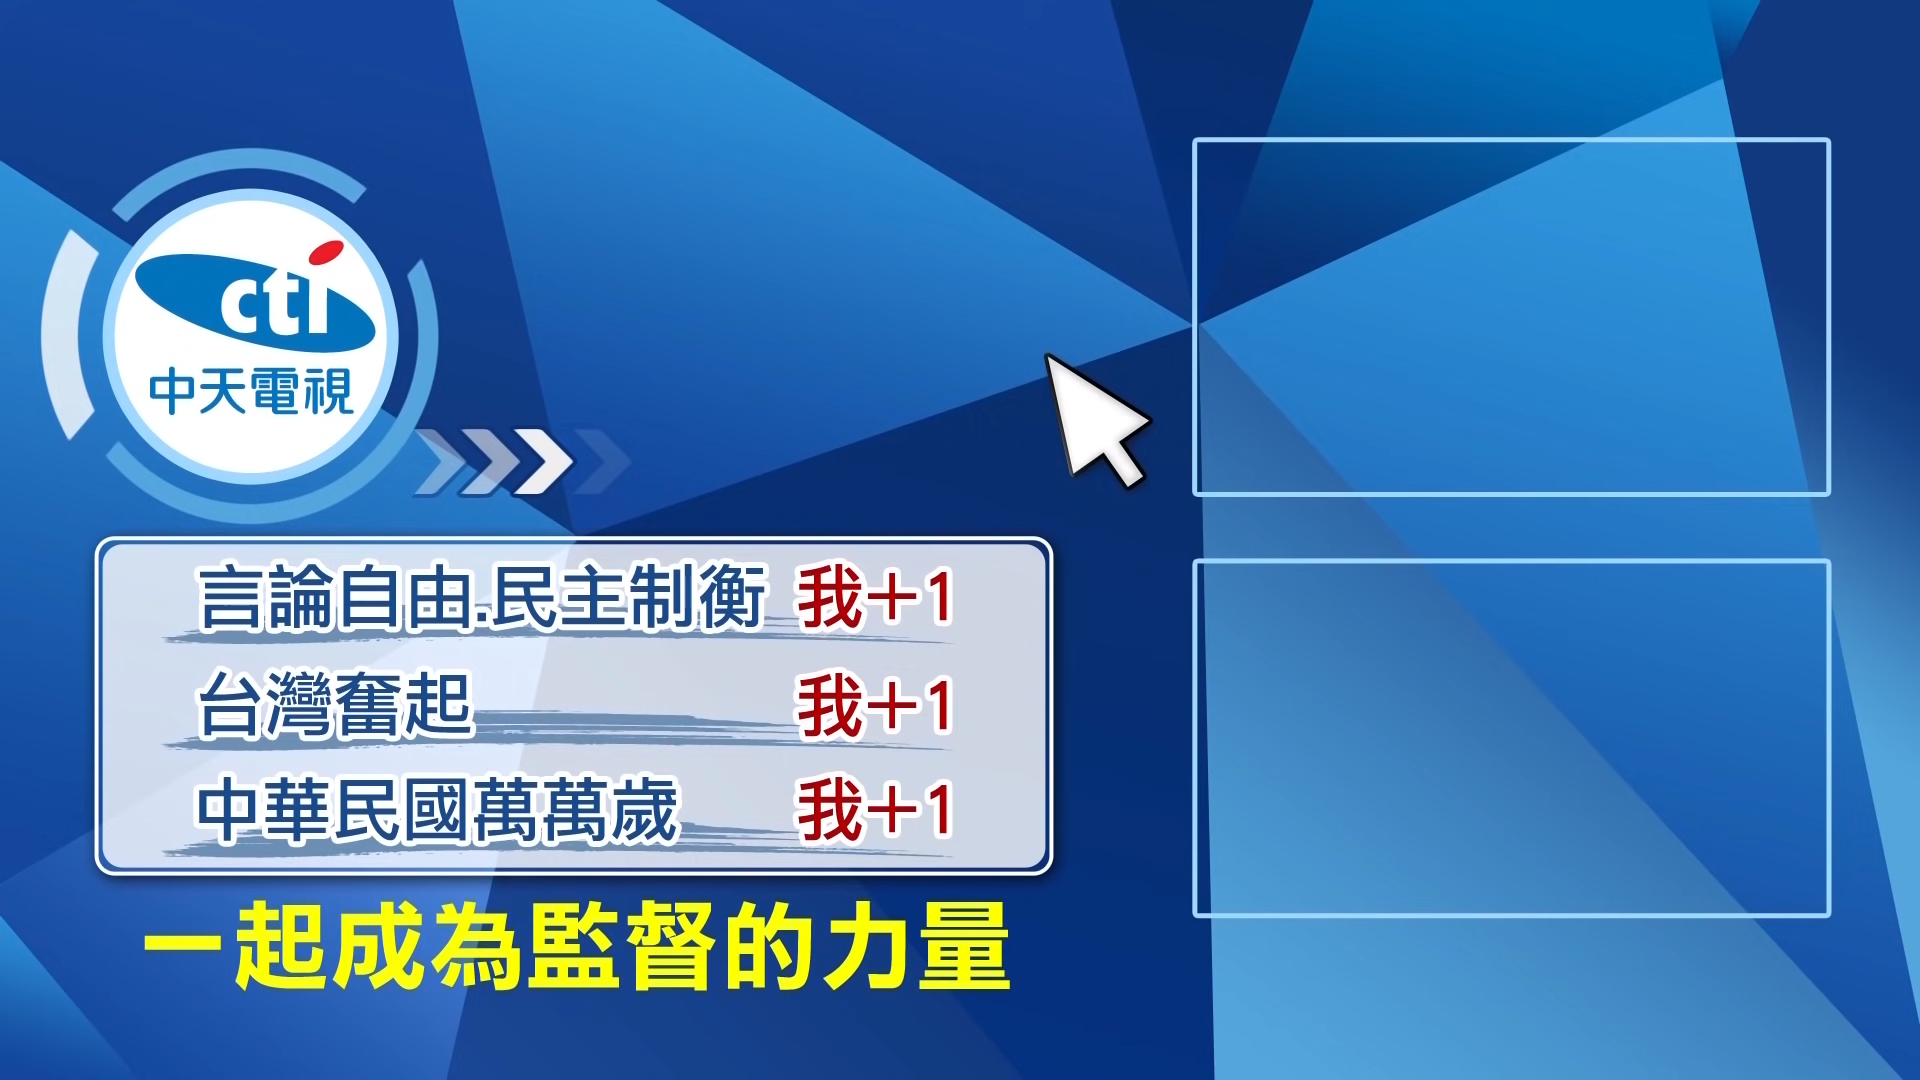 cti
中天電視
言論自由.民主制衡 我+1
台灣奮起 我+1
中華民國萬萬歲 我+1
一起成為監督的力量